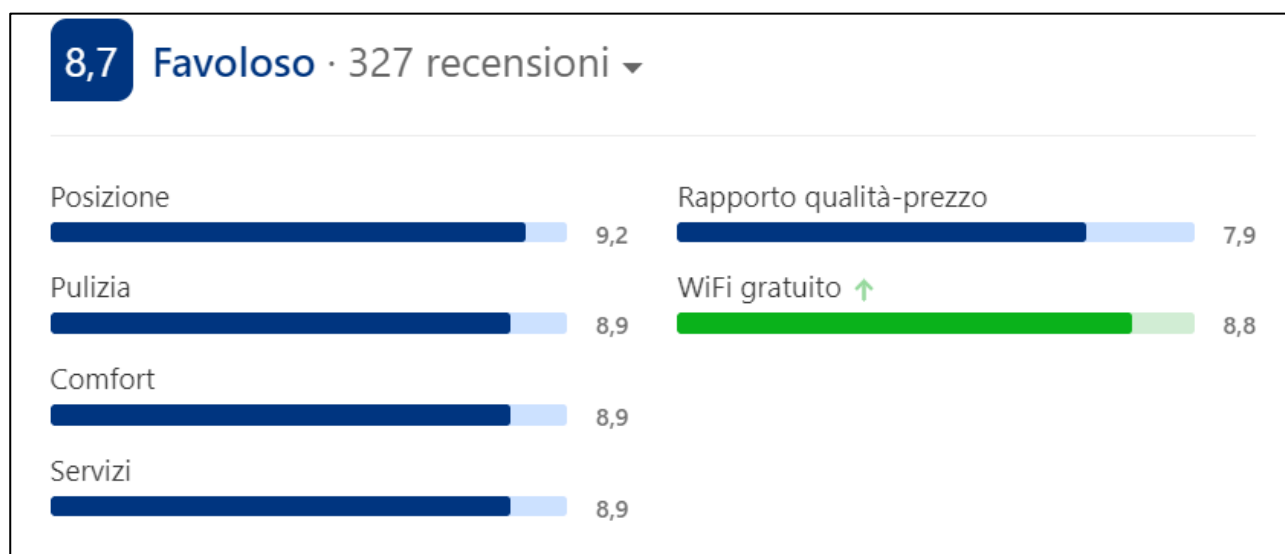 8,7 Favoloso · 327 recensioni
Posizione
9,2
Pulizia
8,9
Comfort
8,9
Servizi
8,9
Rapporto qualità-prezzo
7,9
WiFi gratuito ↑
8,8